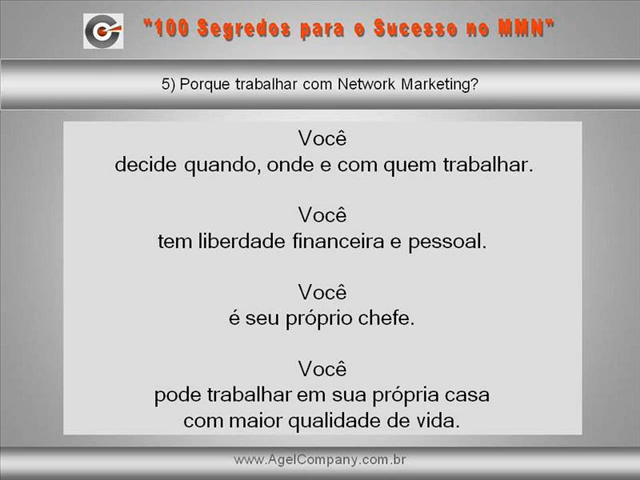 "100 Segredos para o Sucesso no MMN"
5) Porque trabalhar com Network Marketing?
Você
decide quando, onde e com quem trabalhar.
Você
tem liberdade financeira e pessoal.
Você
é seu próprio chefe.
Você
pode trabalhar em sua própria casa
com maior qualidade de vida.
www.AgelCompany.com.br